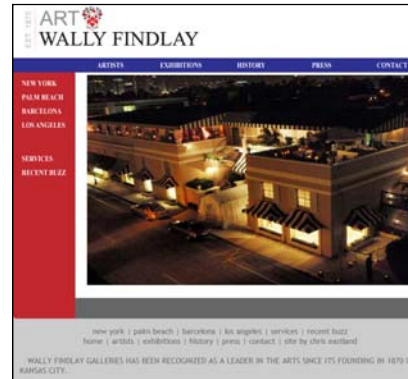 EST. 1870
ART
WALLY FINDLAY
ARTISTS EXHIBITIONS HISTORY PRESS CONTACT
NEW YORK
PALM BEACH
BARCELONA
LOS ANGELES
SERVICES
RECENT BUZZ
new york | palm beach | barcelona | los angeles | services | recent buzz
home | artists | exhibitions | history | press | contact | site by chris eastland
WALLY FINDLAY GALLERIES HAS BEEN RECOGNIZED AS A LEADER IN THE ARTS SINCE ITS FOUNDING IN 1870
KANSAS CITY.